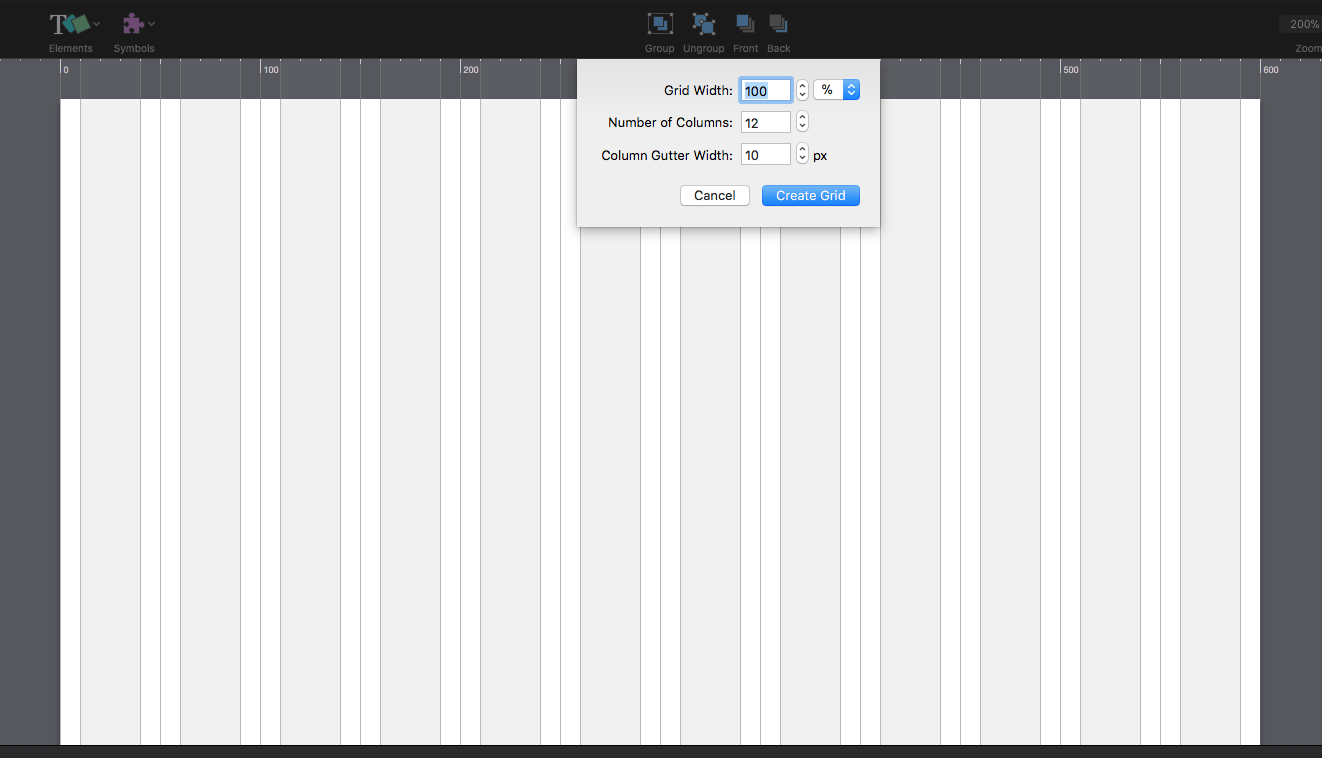 T
Elements Symbols Group Ungroup Front Back 200% Zoom
0 100 200 500 600
Grid Width: 100 %
Number of Columns: 12
Column Gutter Width: 10 px
Cancel Create Grid